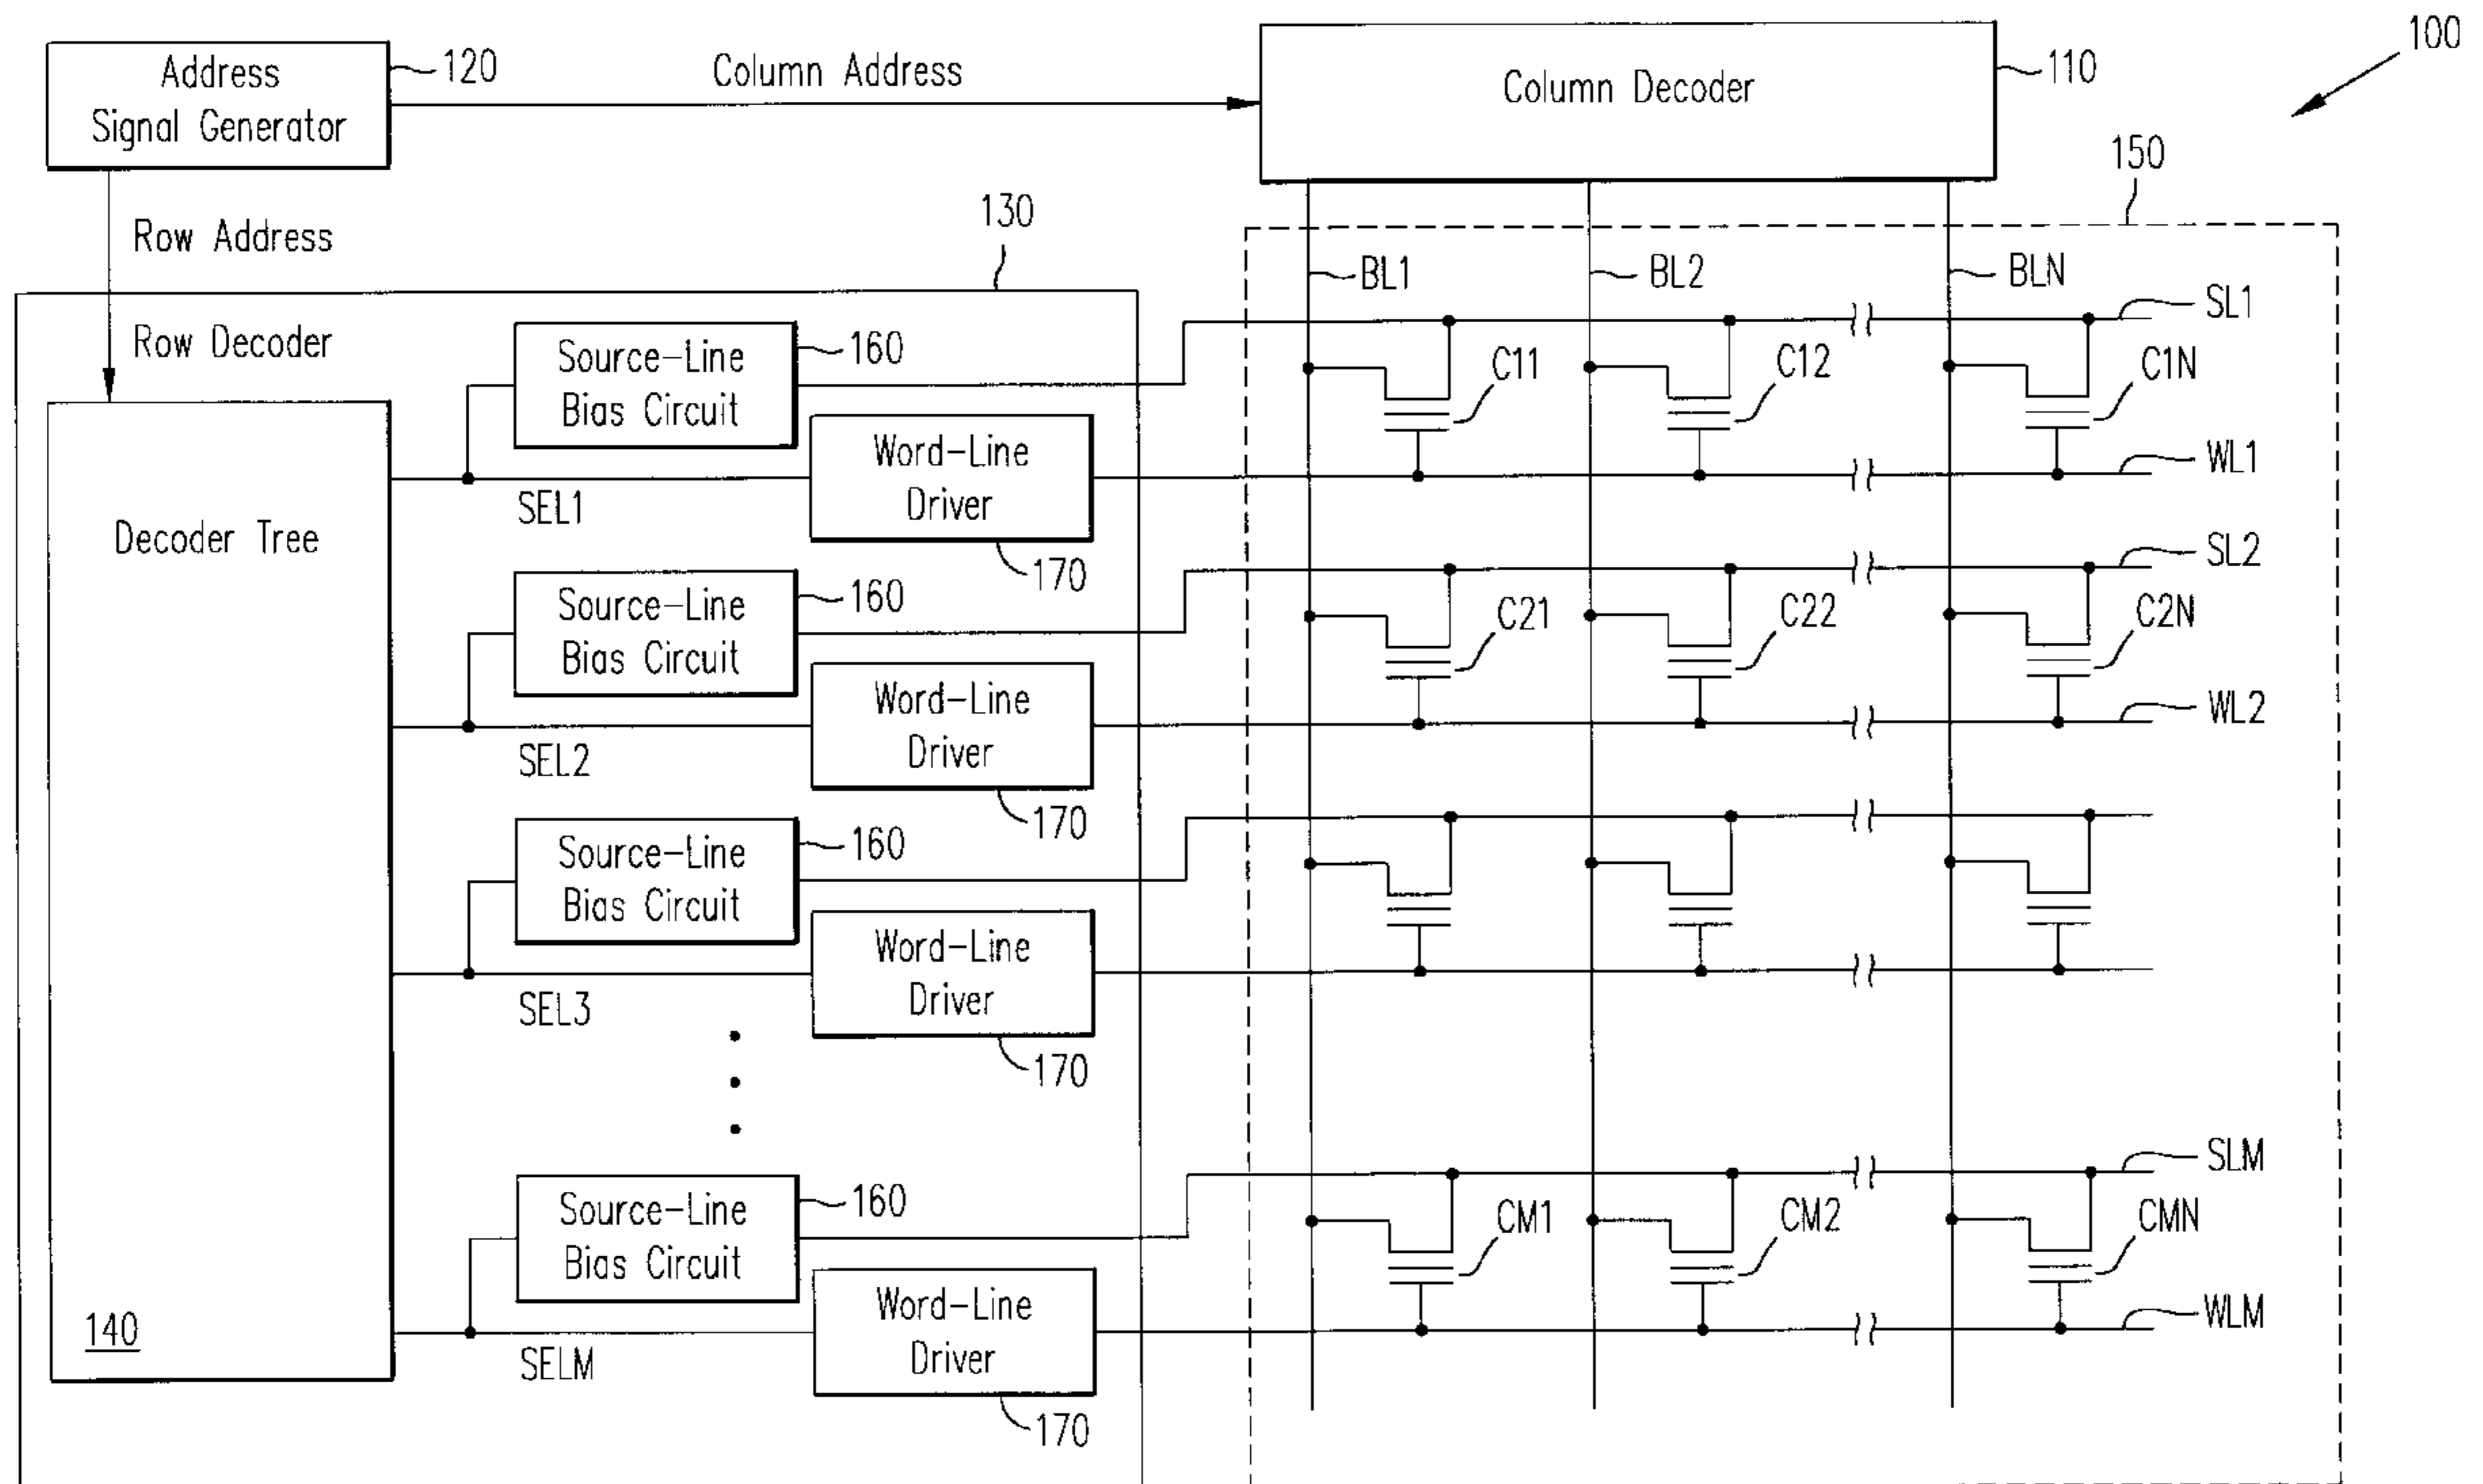 100
Address
Signal Generator
120
Column Address
Column Decoder
110
150
Row Address
130
Row Decoder
BL1
BL2
BLN
Source-Line
Bias Circuit
160
SL1
C11
C12
C1N
Word-Line
Driver
170
WL1
SEL1
Decoder Tree
Source-Line
Bias Circuit
160
SL2
C21
C22
C2N
Word-Line
Driver
170
WL2
SEL2
Source-Line
Bias Circuit
160
Word-Line
Driver
170
SEL3
Source-Line
Bias Circuit
160
SLM
CM1
CM2
CMN
Word-Line
Driver
170
WLM
SELM
140